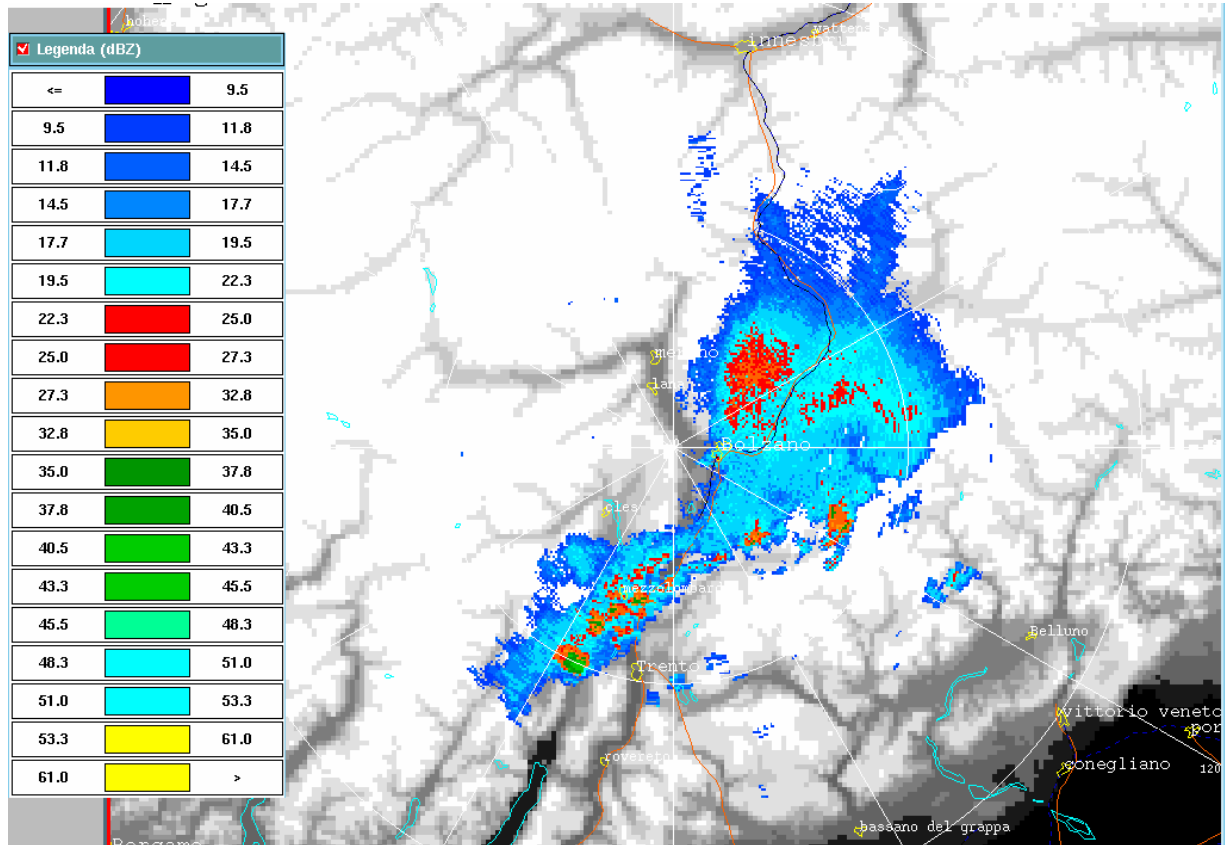 Legenda (dBZ)
<= 9.5
9.5 11.8
11.8 14.5
14.5 17.7
17.7 19.5
19.5 22.3
22.3 25.0
25.0 27.3
27.3 32.8
32.8 35.0
35.0 37.8
37.8 40.5
40.5 43.3
43.3 45.5
45.5 48.3
48.3 51.0
51.0 53.3
53.3 61.0
61.0 >
Bolzano
cles
Trento
rovereto
Belluno
vittorio veneto
por
conegliano
120
bassano del grappa
Bergamo